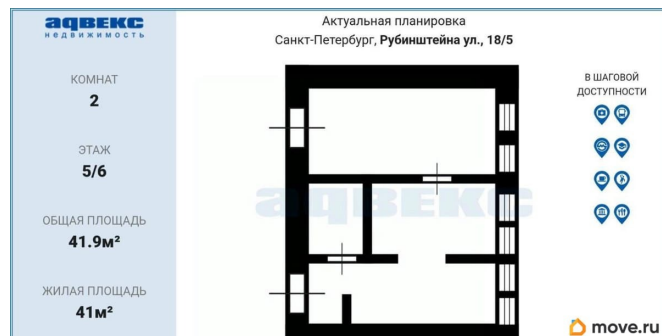 адвекс
НЕДВИЖИМОСТЬ
КОМНАТ
2
ЭТАЖ
5/6
ОБЩАЯ ПЛОЩАДЬ
41.9м²
ЖИЛАЯ ПЛОЩАДЬ
41м²
Актуальная планировка
Санкт-Петербург, Рубинштейна ул., 18/5
адвекс
В ШАГОВОЙ
ДОСТУПНОСТИ
move.ru